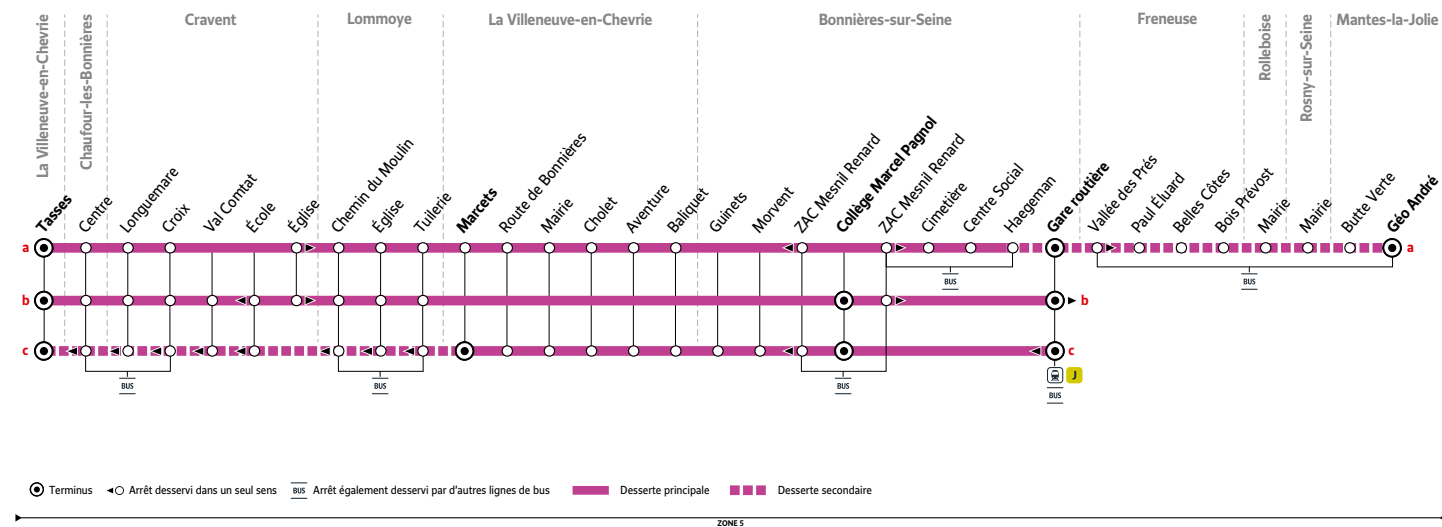 La Villeneuve-en-Chevrie
Chaufour-les-Bonnières
Cravent
Lommoye
La Villeneuve-en-Chevrie
Bonnières-sur-Seine
Freneuse
Rolleboise
Rosny-sur-Seine
Mantes-la-Jolie
Tasses
Centre
Longuemare
Croix
Val Comtat
École
Église
Chemin du Moulin
Église
Tuilerie
Marcets
Route de Bonnières
Mairie
Cholet
Aventure
Baliquet
Guinets
Morvent
ZAC Mesnil Renard
Collège Marcel Pagnol
ZAC Mesnil Renard
Cimetière
Centre Social
Haegeman
Gare routière
Vallée des Prés
Paul Éluard
Belles Côtes
Bois Prévost
Mairie
Mairie
Butte Verte
Géo André
a
a
BUS
BUS
b
b
c
c
BUS
BUS
BUS
J
BUS
Terminus
Arrêt desservi dans un seul sens
BUS
Arrêt également desservi par d'autres lignes de bus
Desserte principale
Desserte secondaire
ZONE 5